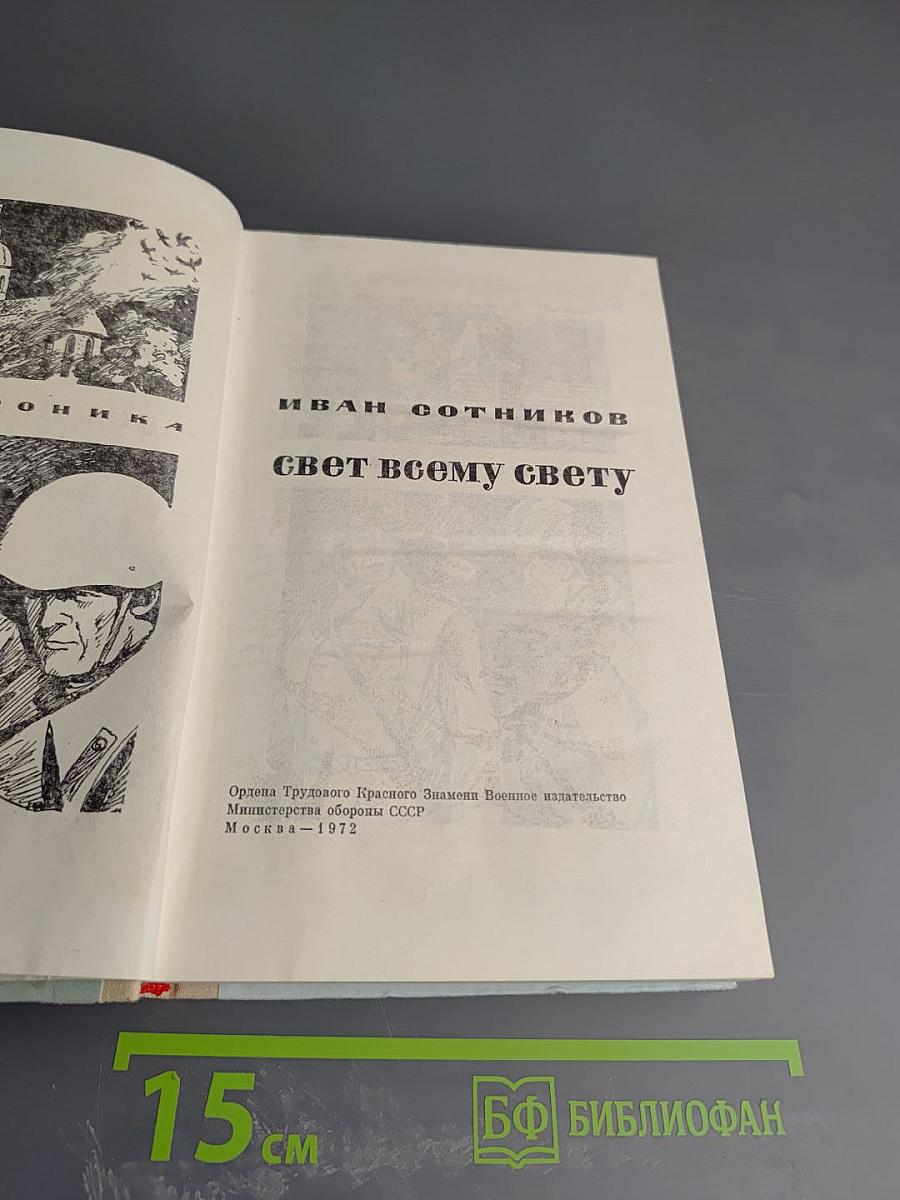 ОНИКА
ИВАН СОТНИКОВ
СВЕТ ВСЕМУ СВЕТУ
Ордена Трудового Красного Знамени Военное издательство
Министерства обороны СССР
Москва — 1972
15 см
БФ БИБЛИОФАН